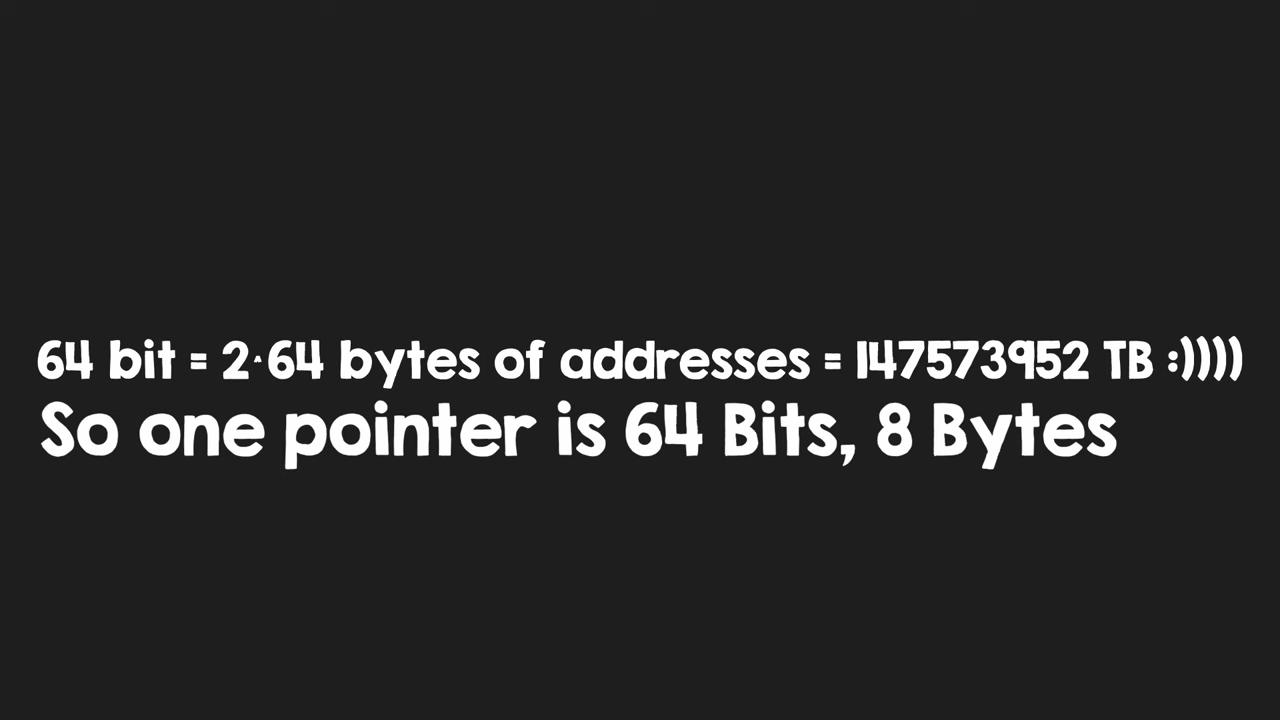 64 bit = 2^64 bytes of addresses = 147573952 TB :))))
So one pointer is 64 Bits, 8 Bytes